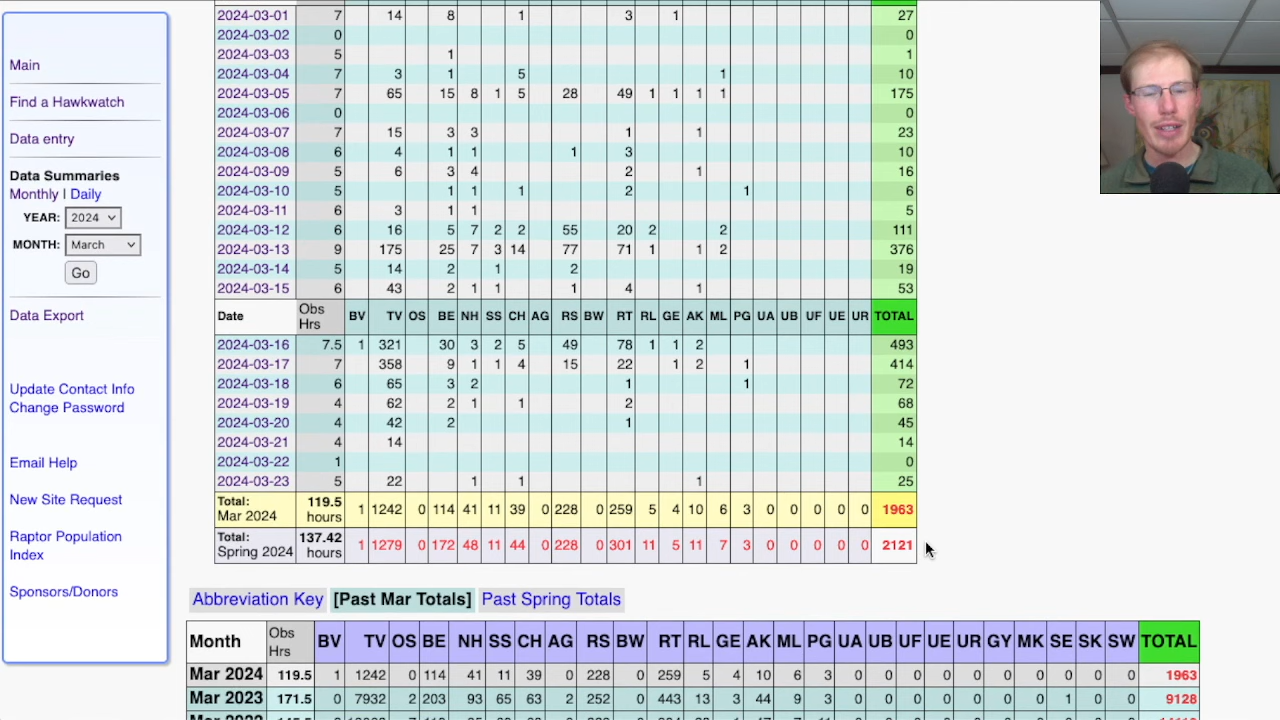 Main
Find a Hawkwatch
Data entry
Data Summaries
Monthly | Daily
YEAR: 2024
MONTH: March
Go
Data Export
Update Contact Info
Change Password
Email Help
New Site Request
Raptor Population
Index
Sponsors/Donors
2024-03-01 7 14 8 1 3 1 27
2024-03-02 0 0
2024-03-03 5 1 1
2024-03-04 7 3 1 5 1 10
2024-03-05 7 65 15 8 1 5 28 49 1 1 1 1 175
2024-03-06 0 0
2024-03-07 7 15 3 3 1 1 23
2024-03-08 6 4 1 1 1 3 10
2024-03-09 5 6 3 4 2 1 16
2024-03-10 5 1 1 1 2 1 6
2024-03-11 6 3 1 1 5
2024-03-12 6 16 5 7 2 2 55 20 2 2 111
2024-03-13 9 175 25 7 3 14 77 71 1 1 2 376
2024-03-14 5 14 2 1 2 19
2024-03-15 6 43 2 1 1 1 4 1 53
Date Obs Hrs BV TV OS BE NH SS CH AG RS BW RT RL GE AK ML PG UA UB UF UE UR TOTAL
2024-03-16 7.5 1 321 30 3 2 5 49 78 1 1 2 493
2024-03-17 7 358 9 1 1 4 15 22 1 2 1 414
2024-03-18 6 65 3 2 1 1 72
2024-03-19 4 62 2 1 1 2 68
2024-03-20 4 42 2 1 45
2024-03-21 4 14 14
2024-03-22 1 0
2024-03-23 5 22 1 1 1 25
Total: Mar 2024 119.5 hours 1 1242 0 114 41 11 39 0 228 0 259 5 4 10 6 3 0 0 0 0 0 1963
Total: Spring 2024 137.42 hours 1 1279 0 172 48 11 44 0 228 0 301 11 5 11 7 3 0 0 0 0 0 2121
Abbreviation Key [Past Mar Totals] Past Spring Totals
Month Obs Hrs BV TV OS BE NH SS CH AG RS BW RT RL GE AK ML PG UA UB UF UE UR GY MK SE SK SW TOTAL
Mar 2024 119.5 1 1242 0 114 41 11 39 0 228 0 259 5 4 10 6 3 0 0 0 0 0 0 0 0 0 0 1963
Mar 2023 171.5 0 7932 2 203 93 65 63 2 252 0 443 13 3 44 9 3 0 0 0 0 0 0 0 1 0 0 9128